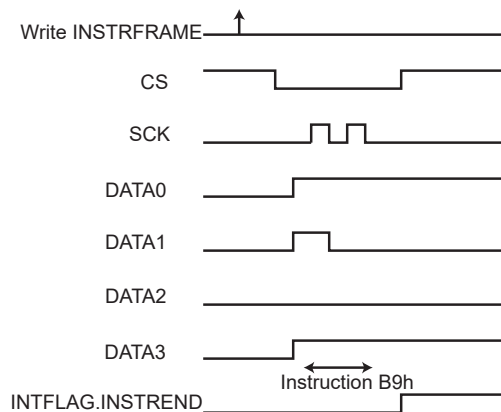 Write INSTRFRAME
CS
SCK
DATA0
DATA1
DATA2
DATA3
Instruction B9h
INTFLAG.INSTREND